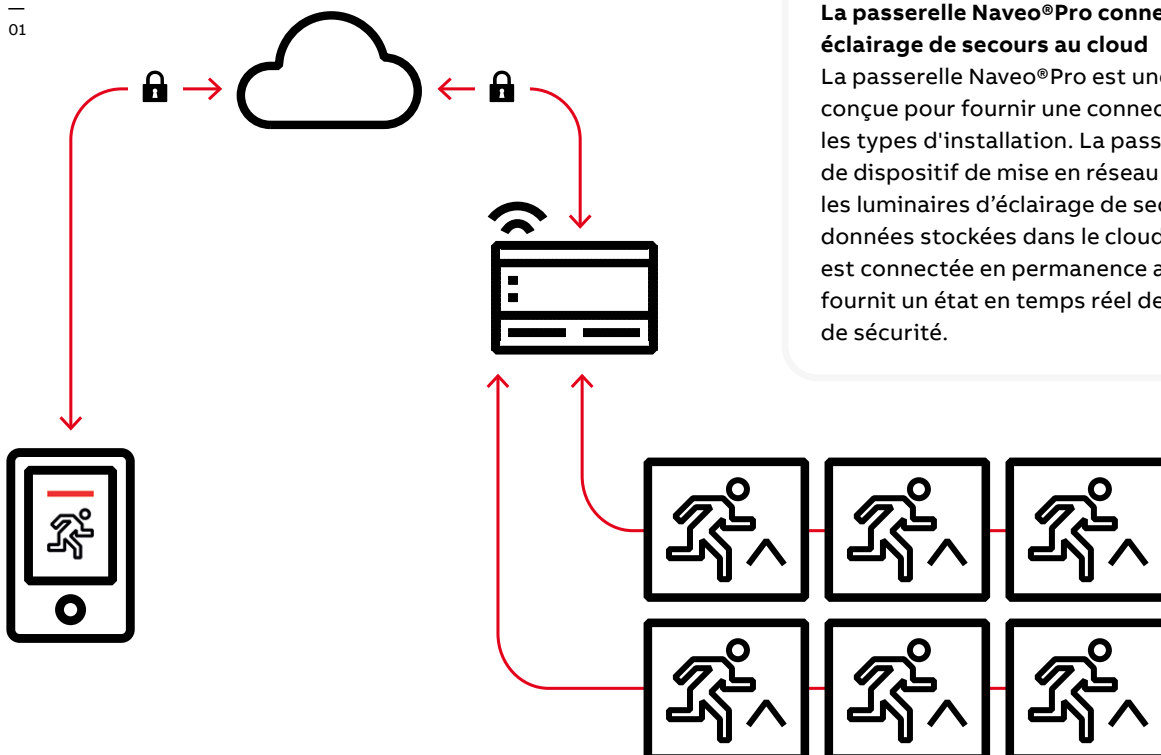 —
01
La passerelle Naveo®Pro conne
éclairage de secours au cloud
La passerelle Naveo®Pro est une
conçue pour fournir une connec
les types d'installation. La pass
de dispositif de mise en réseau
les luminaires d’éclairage de sec
données stockées dans le cloud
est connectée en permanence a
fournit un état en temps réel de
de sécurité.